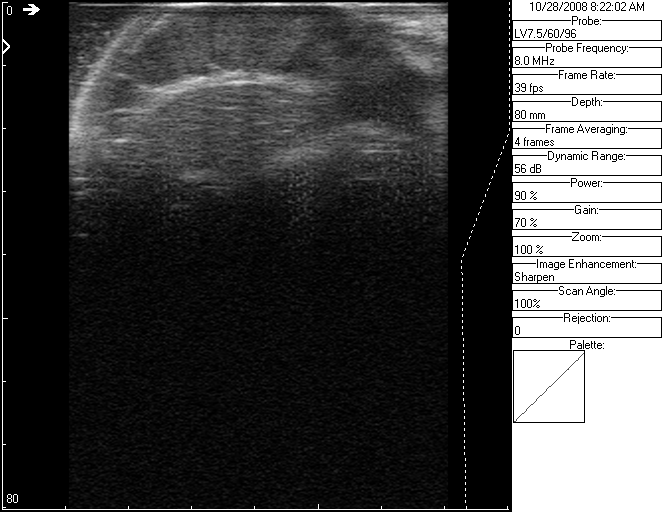 0
80
10/28/2008 8:22:02 AM
Probe:
LV7.5/60/96
Probe Frequency:
8.0 MHz
Frame Rate:
39 fps
Depth:
80 mm
Frame Averaging:
4 frames
Dynamic Range:
56 dB
Power:
90 %
Gain:
70 %
Zoom:
100 %
Image Enhancement:
Sharpen
Scan Angle:
100%
Rejection:
0
Palette: